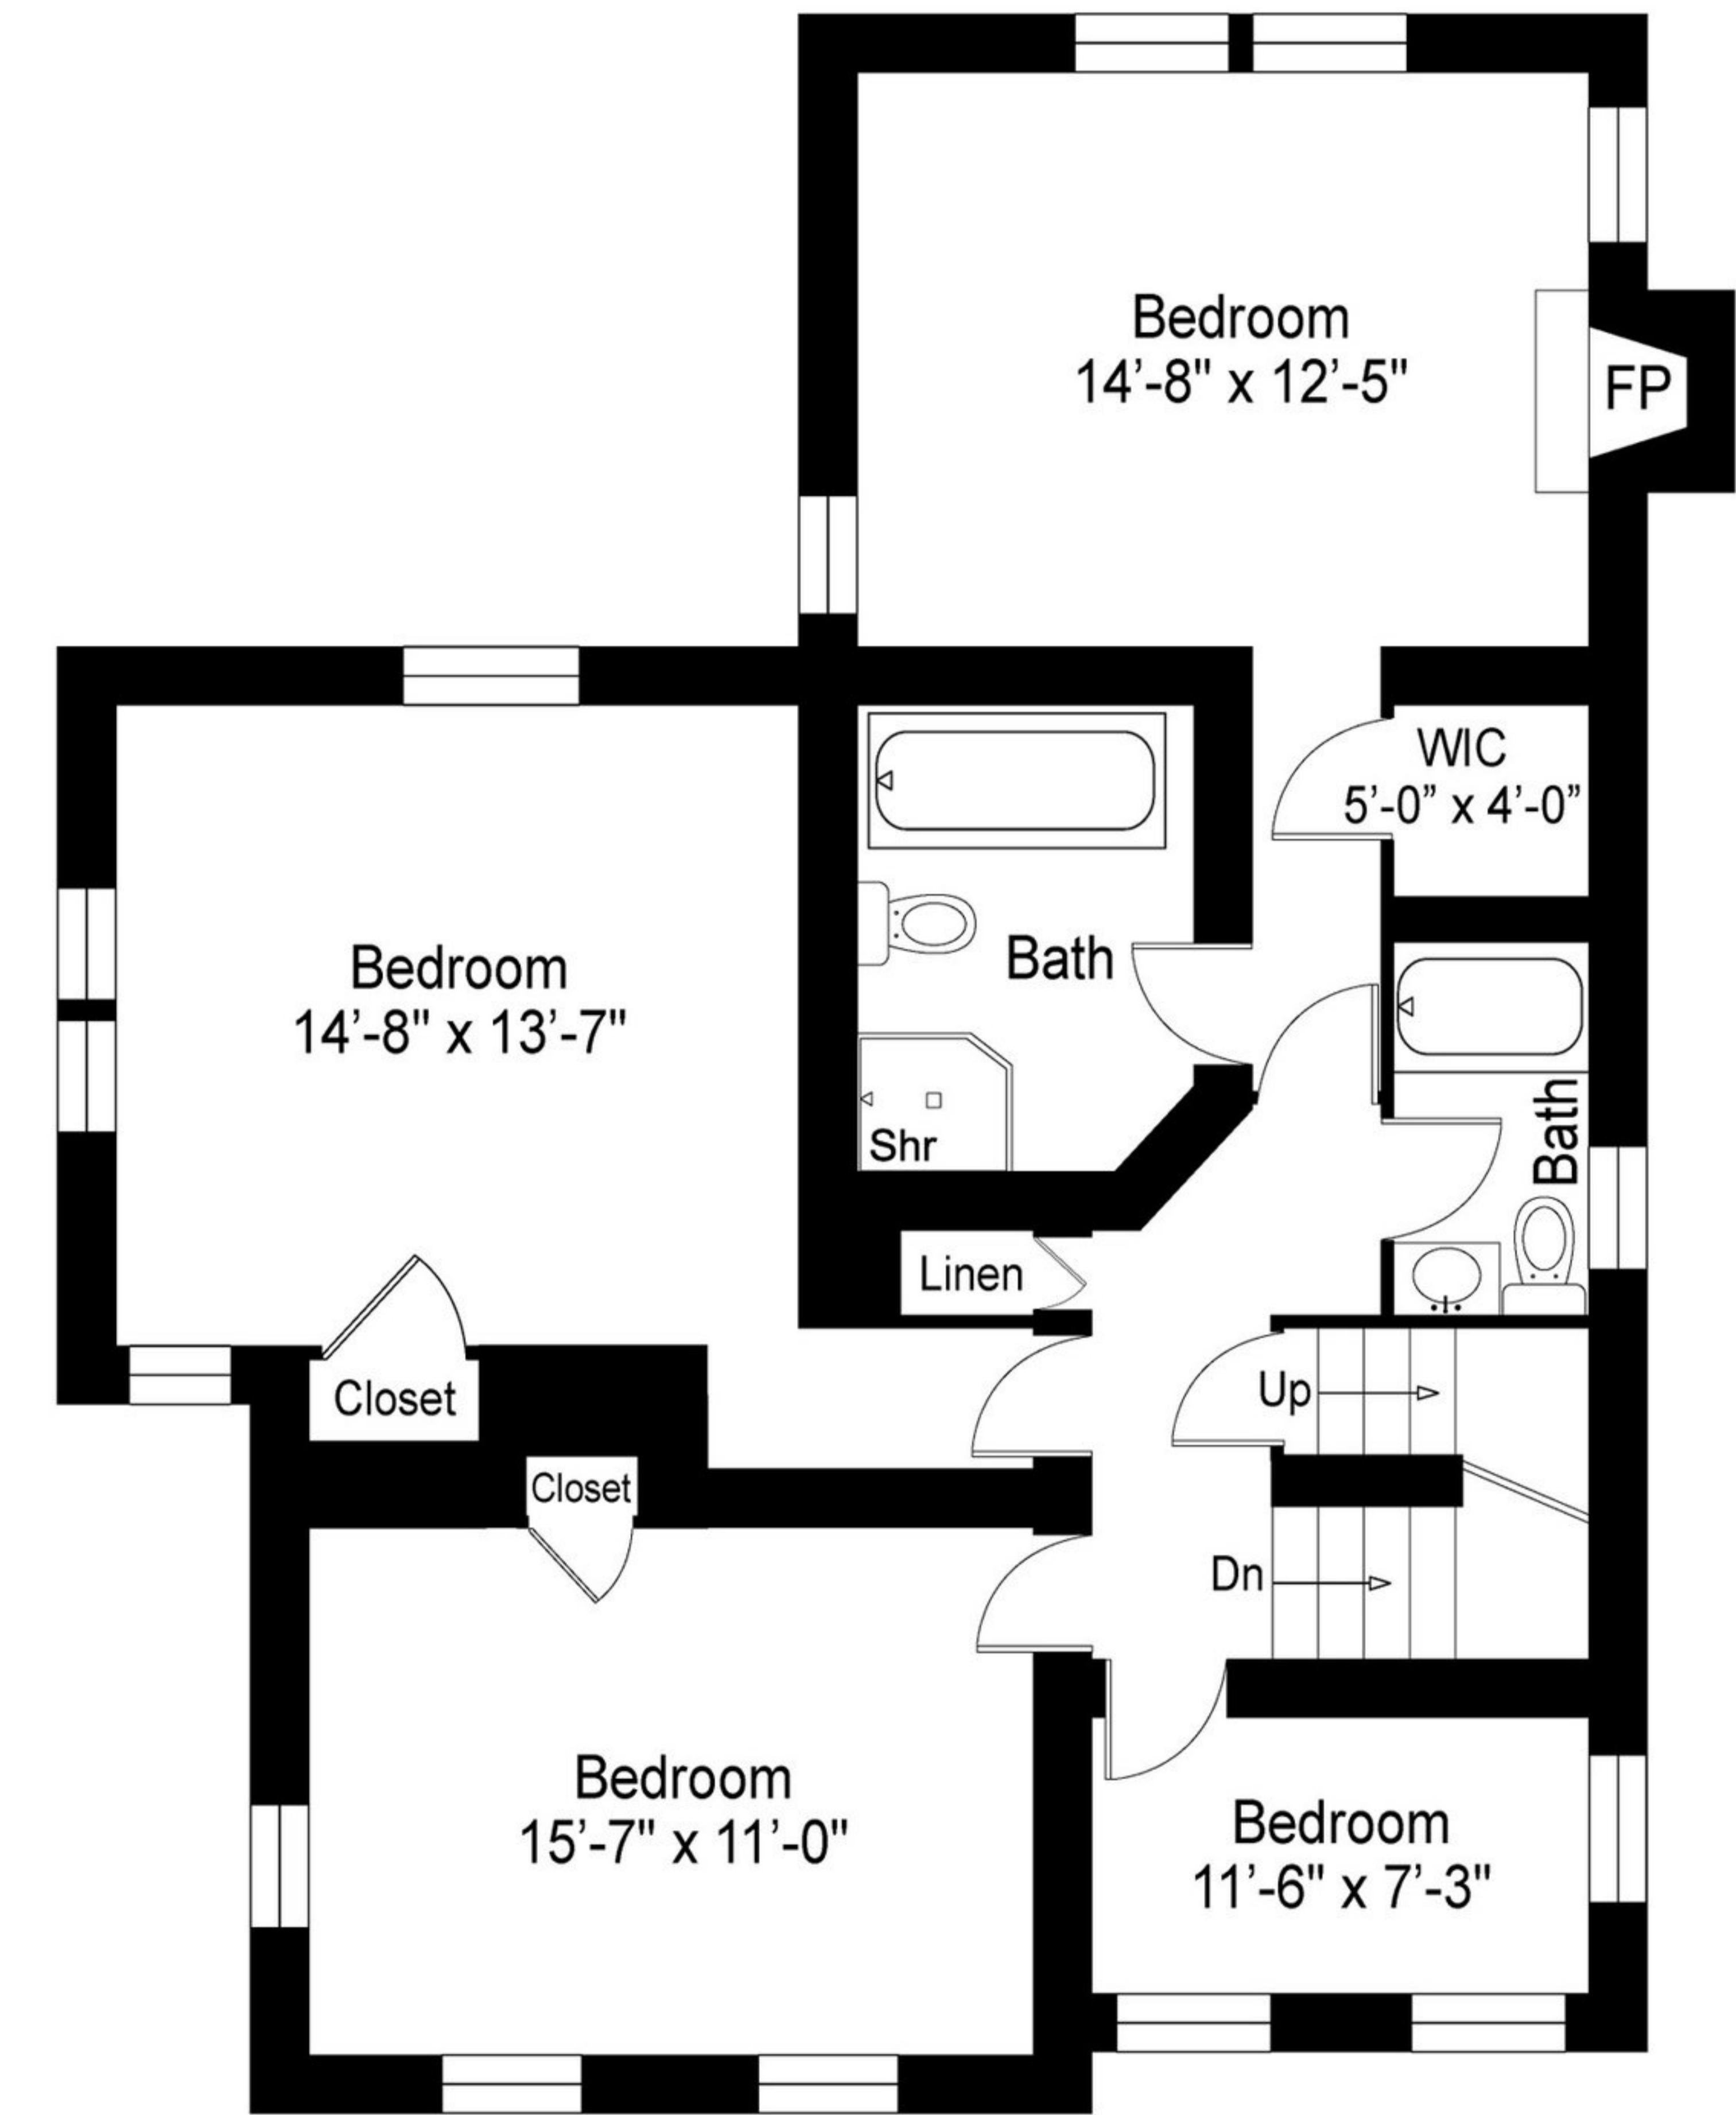 Bedroom
14'-8" x 12'-5"
FP
WIC
5’-0” x 4’-0”
Bedroom
14'-8" x 13'-7"
Bath
Shr
Bath
Linen
Closet
Up
Closet
Dn
Bedroom
15'-7" x 11'-0"
Bedroom
11'-6" x 7'-3"